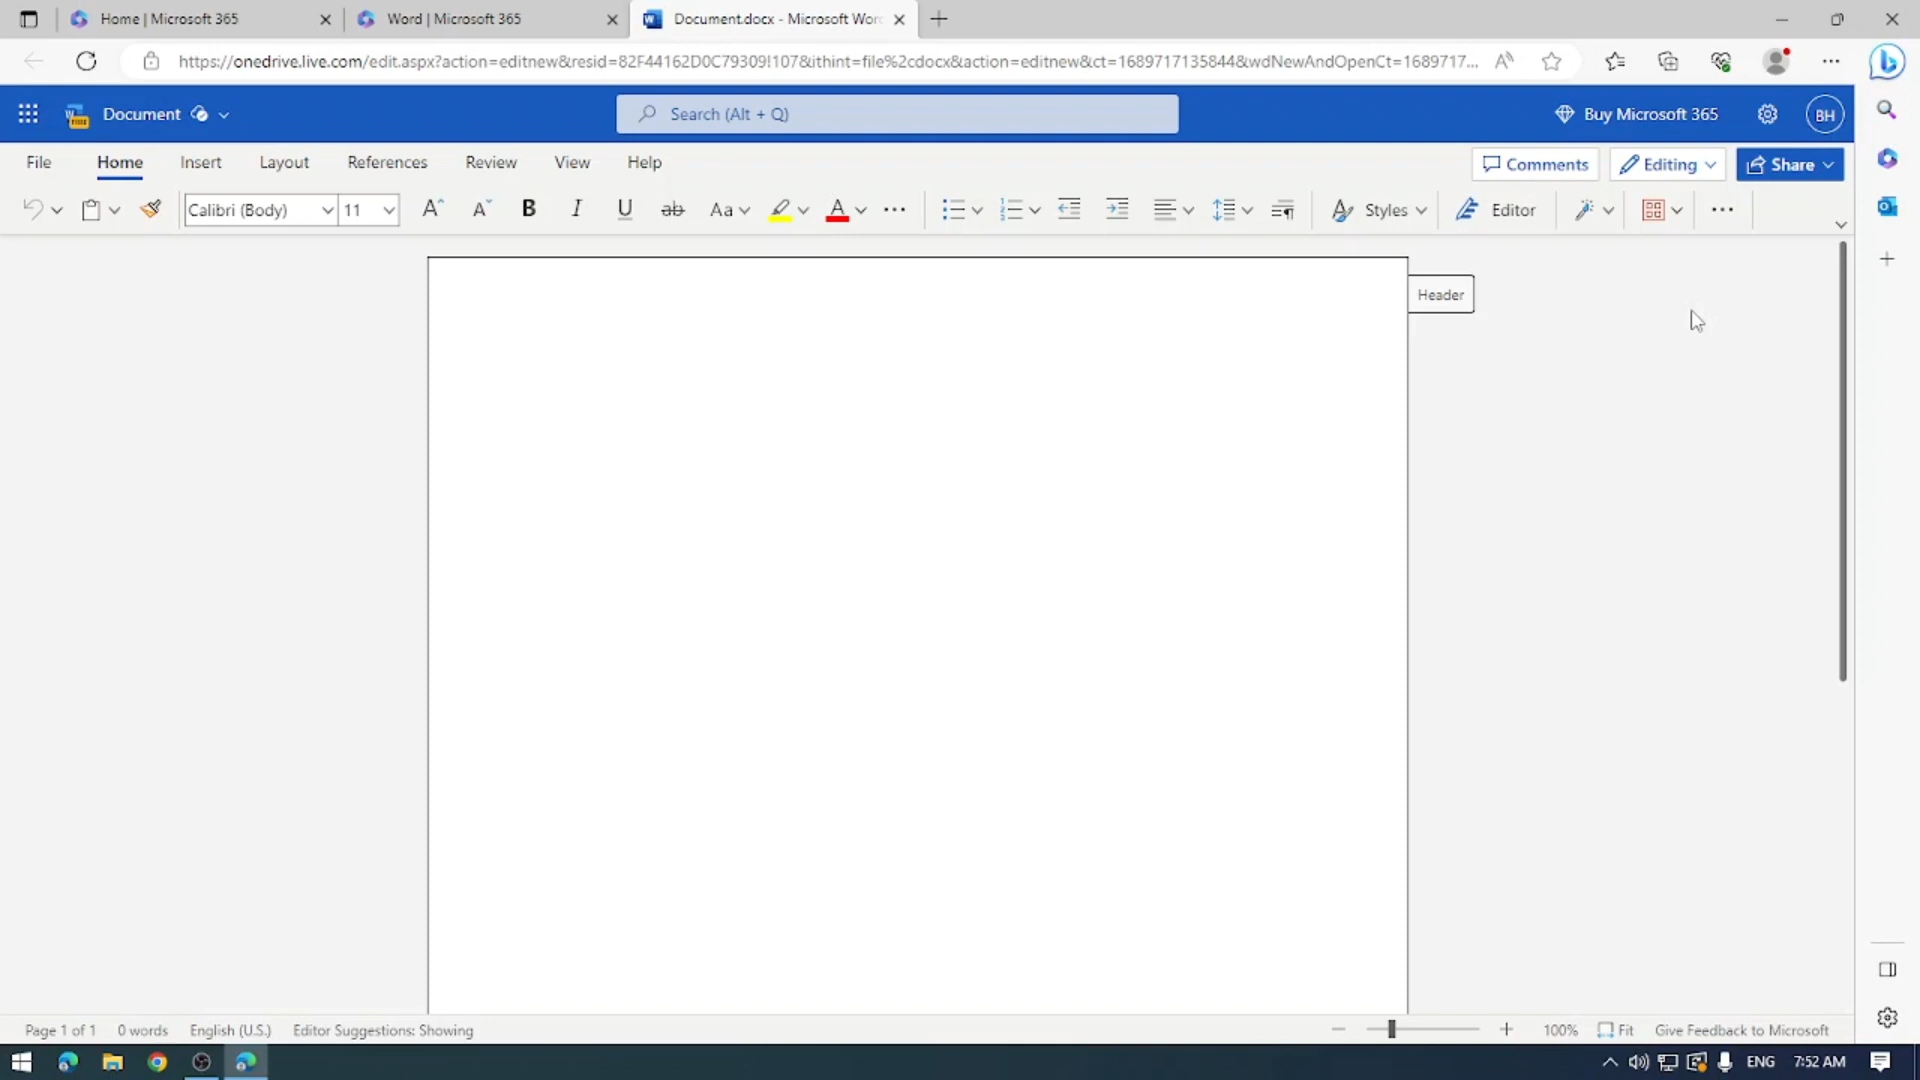 Home | Microsoft 365
Word | Microsoft 365
Document.docx - Microsoft Wor
https://onedrive.live.com/edit.aspx?action=editnew&resid=82F44162D0C79309!107&ithint=file%2cdocx&action=editnew&ct=1689717135844&wdNewAndOpenCt=1689717...
Document
Search (Alt + Q)
Buy Microsoft 365
BH
File Home Insert Layout References Review View Help
Comments
Editing
Share
Calibri (Body)
11
A A B I U ab Aa A
Styles
Editor
Header
Page 1 of 1
0 words
English (U.S.)
Editor Suggestions: Showing
100%
Fit
Give Feedback to Microsoft
ENG
7:52 AM